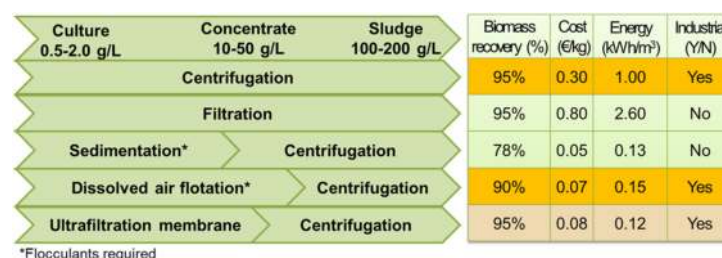 Culture Concentrate Sludge Biomass Cost Energy Industria
0.5-2.0 g/L 10-50 g/L 100-200 g/L recovery (%) (€/kg) (kWh/m³) (Y/N)
Centrifugation 95% 0.30 1.00 Yes
Filtration 95% 0.80 2.60 No
Sedimentation* Centrifugation 78% 0.05 0.13 No
Dissolved air flotation* Centrifugation 90% 0.07 0.15 Yes
Ultrafiltration membrane Centrifugation 95% 0.08 0.12 Yes
*Flocculants required